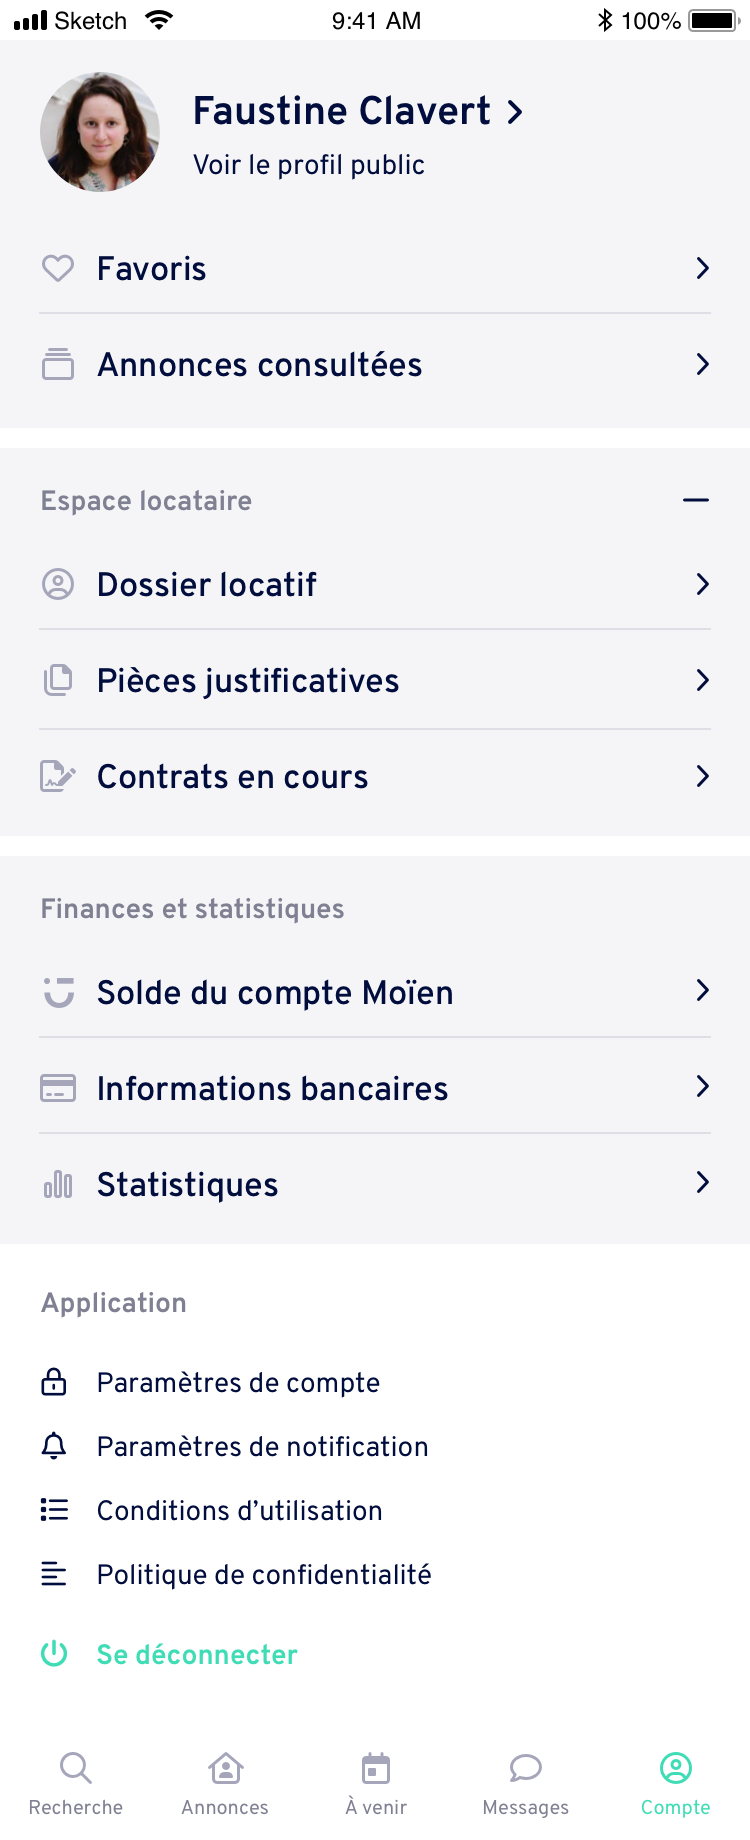 Sketch 9:41 AM 100%
Faustine Clavert
Voir le profil public
Favoris
Annonces consultées
Espace locataire
Dossier locatif
Pièces justificatives
Contrats en cours
Finances et statistiques
Solde du compte Moïen
Informations bancaires
Statistiques
Application
Paramètres de compte
Paramètres de notification
Conditions d’utilisation
Politique de confidentialité
Se déconnecter
Recherche Annonces À venir Messages Compte